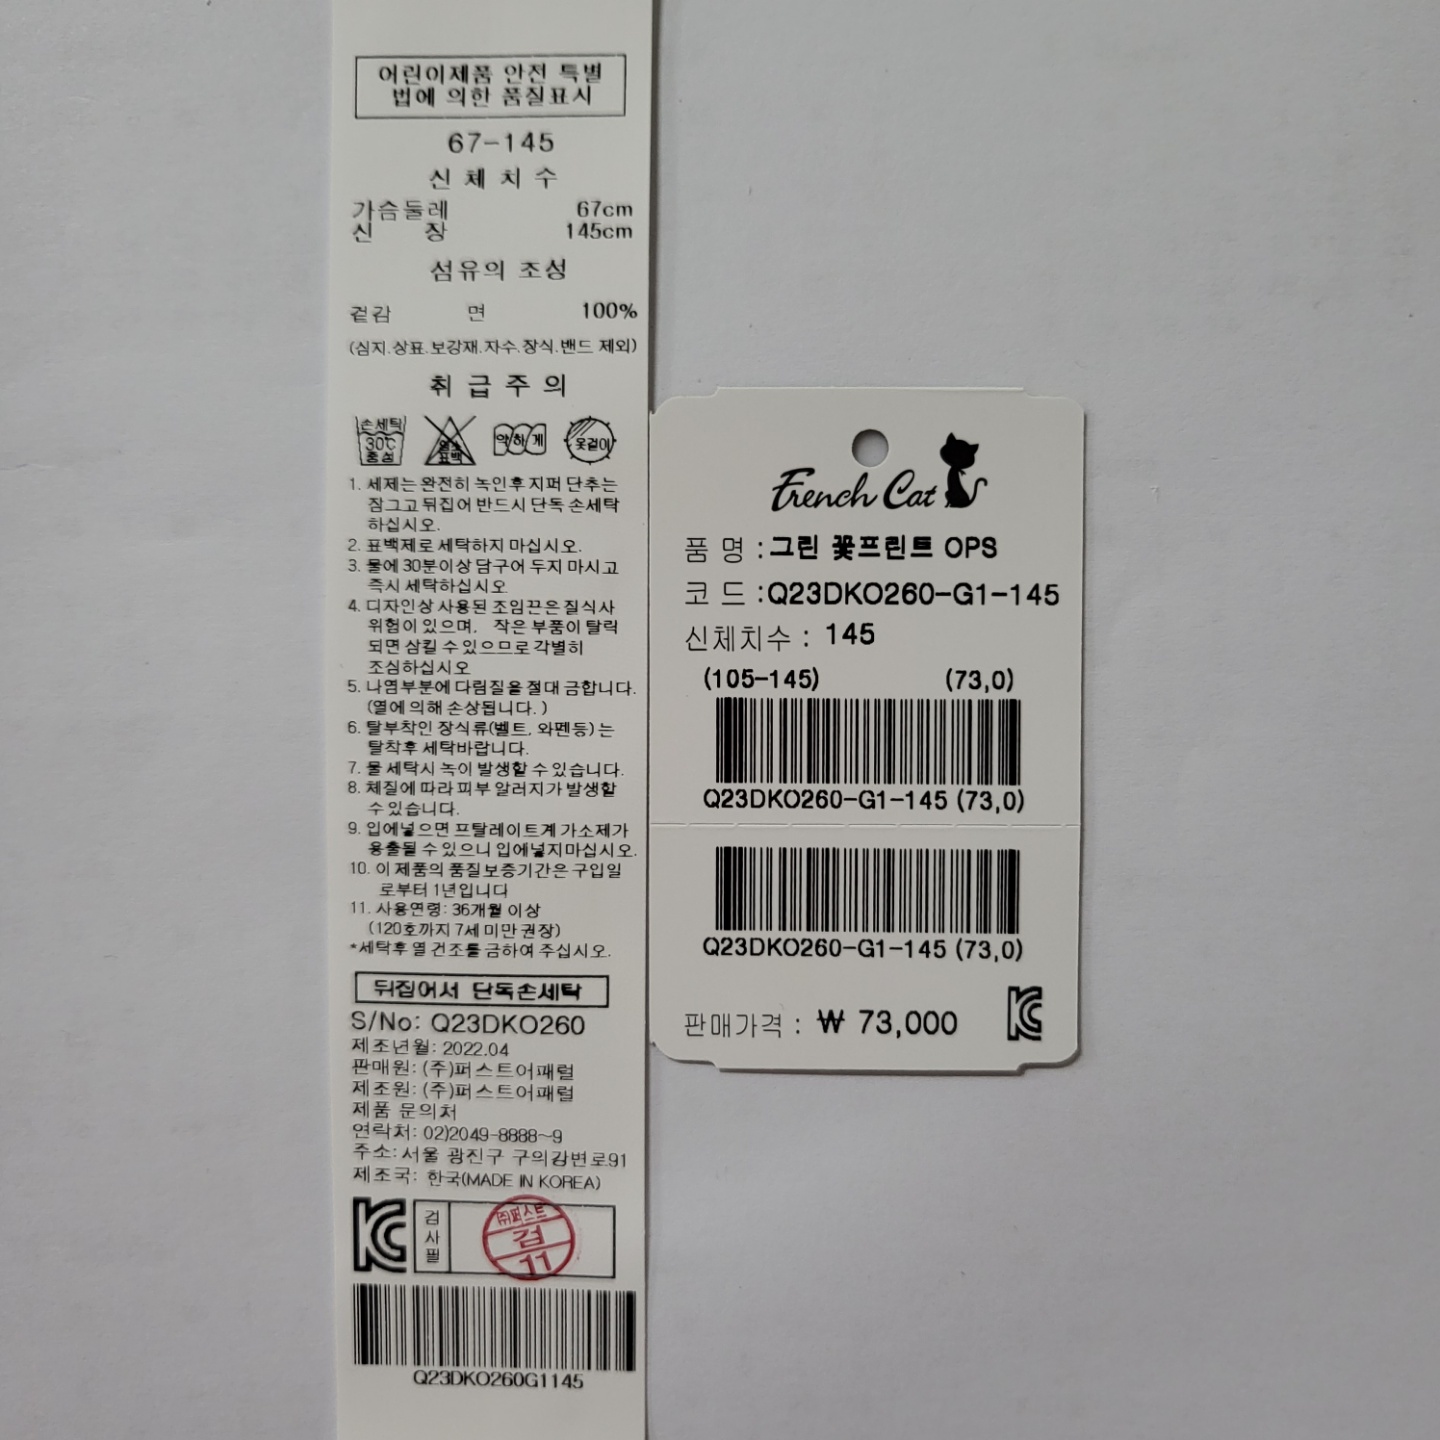 어린이제품 안전 특별
법에 의한 품질표시
67-145
신 체 치 수
가슴둘레 67cm
신 장 145cm
섬유의 조성
겉감 면 100%
(심지.상표.보강재.자수.장식.밴드 제외)
취 급 주 의
손세탁
30℃
중성
염소
표백
약하게
옷걸이
1. 세제는 완전히 녹인후 지퍼 단추는
잠그고 뒤집어 반드시 단독 손세탁
하십시오.
2. 표백제로 세탁하지 마십시오.
3. 물에 30분이상 담구어 두지 마시고
즉시 세탁하십시오
4. 디자인상 사용된 조임끈은 질식사
위험이 있으며, 작은 부품이 탈락
되면 삼킬 수 있으므로 각별히
조심하십시오
5. 나염부분에 다림질을 절대 금합니다.
(열에 의해 손상됩니다. )
6. 탈부착인 장식류(벨트, 와펜등) 는
탈착후 세탁바랍니다.
7. 물 세탁시 녹이 발생할 수 있습니다.
8. 체질에 따라 피부 알러지가 발생할
수 있습니다.
9. 입에넣으면 프탈레이트계 가소제가
용출될 수 있으니 입에넣지마십시오.
10. 이 제품의 품질보증기간은 구입일
로부터 1년입니다
11. 사용연령: 36개월 이상
(120호까지 7세 미만 권장)
*세탁후 열 건조를 금하여 주십시오.
뒤집어서 단독손세탁
S/No: Q23DKO260
제조년월: 2022.04
판매원: (주)퍼스트어패럴
제조원: (주)퍼스트어패럴
제품 문의처
연락처: 02)2049-8888~9
주소: 서울 광진구 구의강변로91
제조국: 한국(MADE IN KOREA)
KC
검사필
㈜퍼스트
검
11
Q23DKO260G1145
French Cat
품 명 : 그린 꽃프린트 OPS
코 드 : Q23DKO260-G1-145
신체치수 : 145
(105-145) (73,0)
Q23DKO260-G1-145 (73,0)
Q23DKO260-G1-145 (73,0)
판매가격 : ₩ 73,000
KC